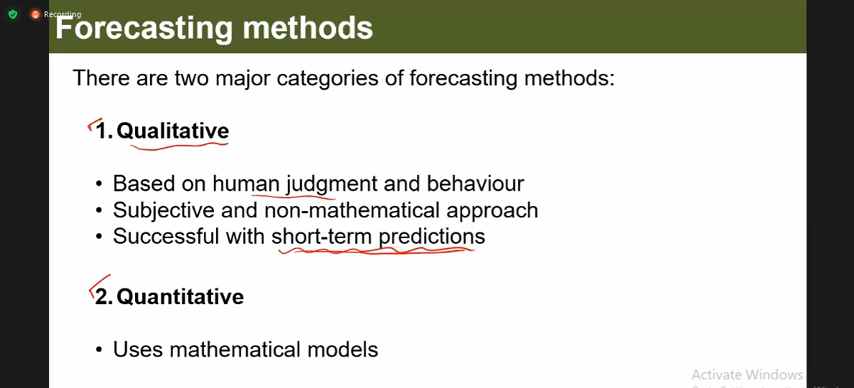 Recording
Forecasting methods
There are two major categories of forecasting methods:
1. Qualitative
• Based on human judgment and behaviour
• Subjective and non-mathematical approach
• Successful with short-term predictions
2. Quantitative
• Uses mathematical models
Activate Windows